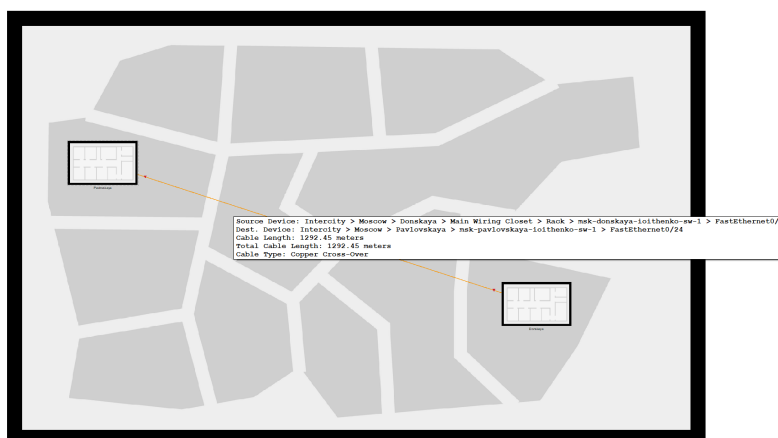 Pavlovskaya
Source Device: Intercity > Moscow > Donskaya > Main Wiring Closet > Rack > msk-donskaya-ioithenko-sw-1 > FastEthernet0/
Dest. Device: Intercity > Moscow > Pavlovskaya > msk-pavlovskaya-ioithenko-sw-1 > FastEthernet0/24
Cable Length: 1292.45 meters
Total Cable Length: 1292.45 meters
Cable Type: Copper Cross-Over
Donskaya